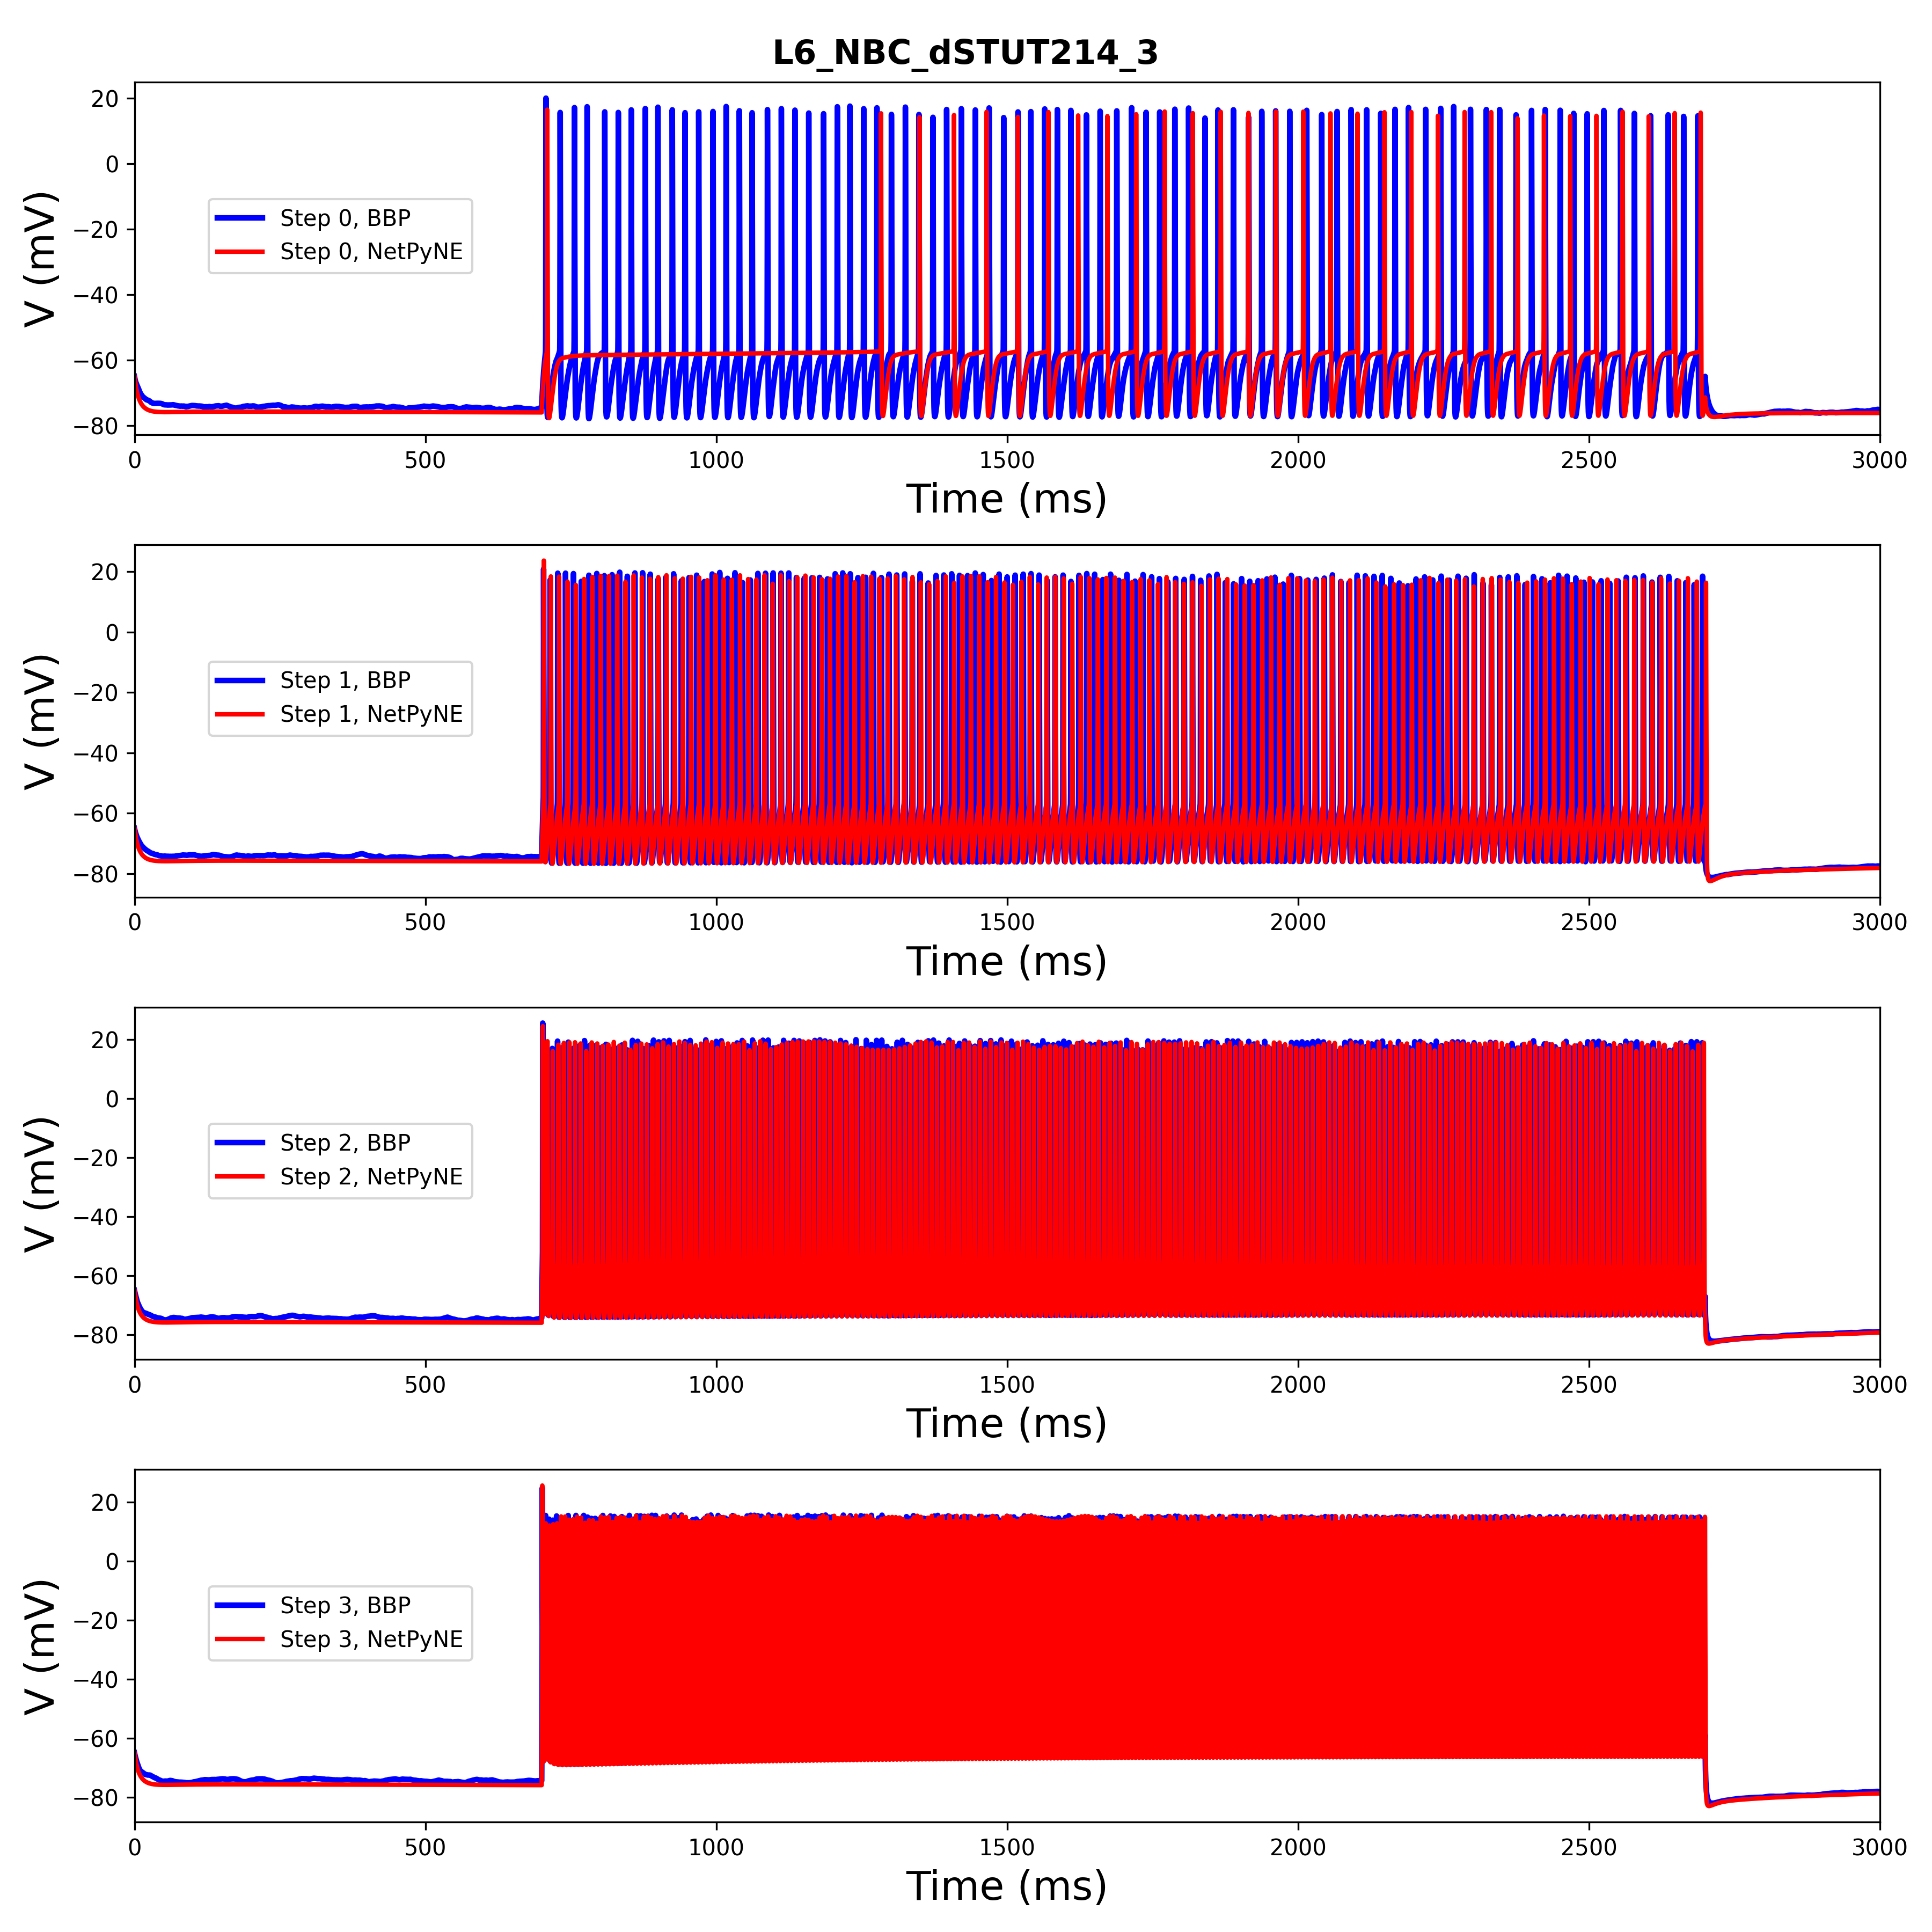 L6_NBC_dSTUT214_3
20
0
−20
−40
−60
−80
V (mV)
Step 0, BBP
Step 0, NetPyNE
0 500 1000 1500 2000 2500 3000
Time (ms)
20
0
−20
−40
−60
−80
V (mV)
Step 1, BBP
Step 1, NetPyNE
0 500 1000 1500 2000 2500 3000
Time (ms)
20
0
−20
−40
−60
−80
V (mV)
Step 2, BBP
Step 2, NetPyNE
0 500 1000 1500 2000 2500 3000
Time (ms)
20
0
−20
−40
−60
−80
V (mV)
Step 3, BBP
Step 3, NetPyNE
0 500 1000 1500 2000 2500 3000
Time (ms)